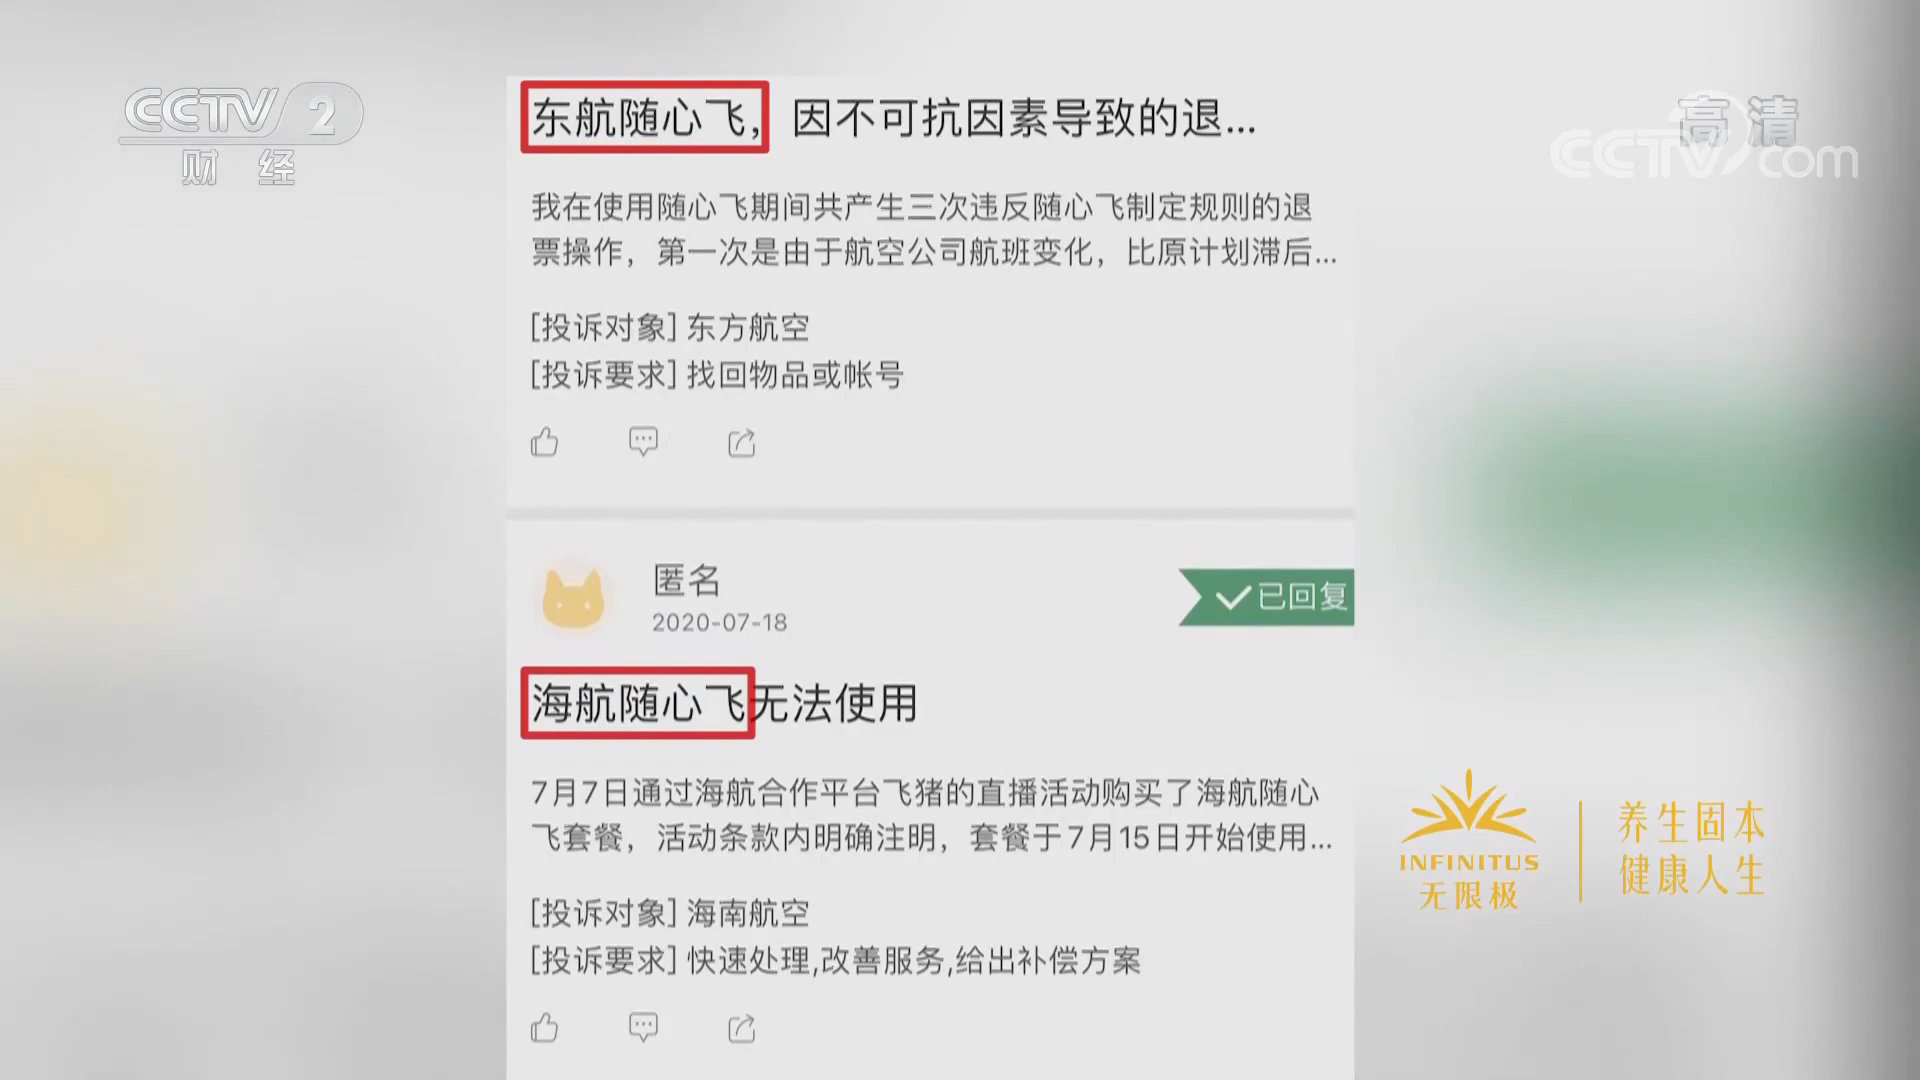 CCTV 2
财 经
高清
CCTV.com
东航随心飞, 因不可抗因素导致的退...
我在使用随心飞期间共产生三次违反随心飞制定规则的退
票操作，第一次是由于航空公司航班变化，比原计划滞后...
[投诉对象] 东方航空
[投诉要求] 找回物品或帐号
匿名
2020-07-18
已回复
海航随心飞无法使用
7月7日通过海航合作平台飞猪的直播活动购买了海航随心
飞套餐，活动条款内明确注明，套餐于7月15日开始使用...
[投诉对象] 海南航空
[投诉要求] 快速处理,改善服务,给出补偿方案
INFINITUS
无限极
养生固本
健康人生